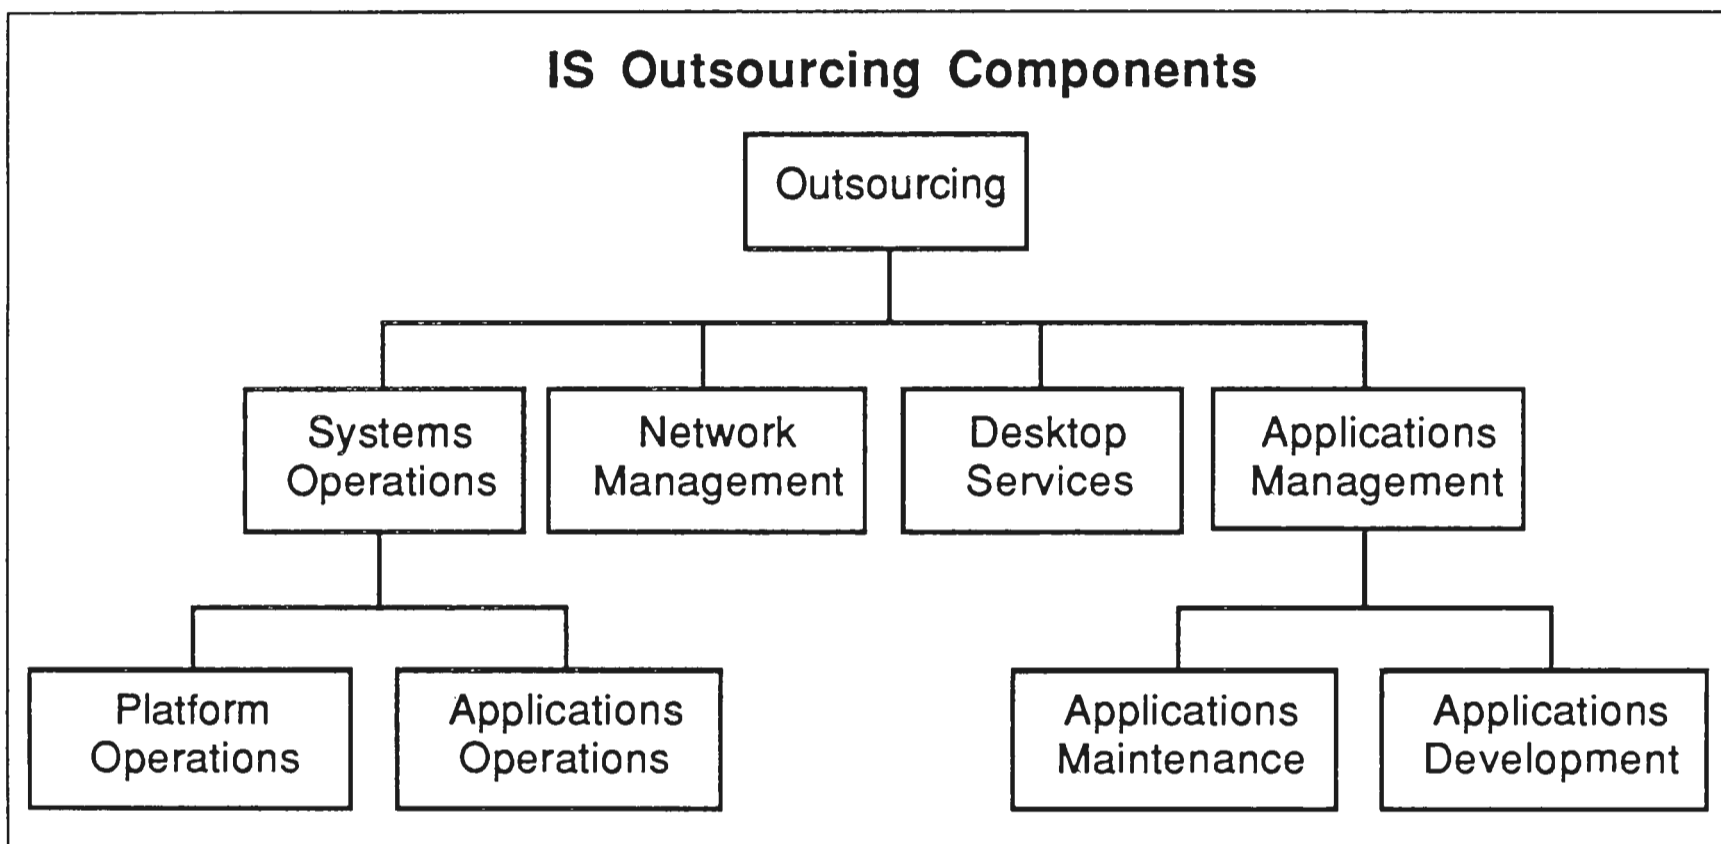 IS Outsourcing Components
Outsourcing
Systems
Operations
Network
Management
Desktop
Services
Applications
Management
Platform
Operations
Applications
Operations
Applications
Maintenance
Applications
Development